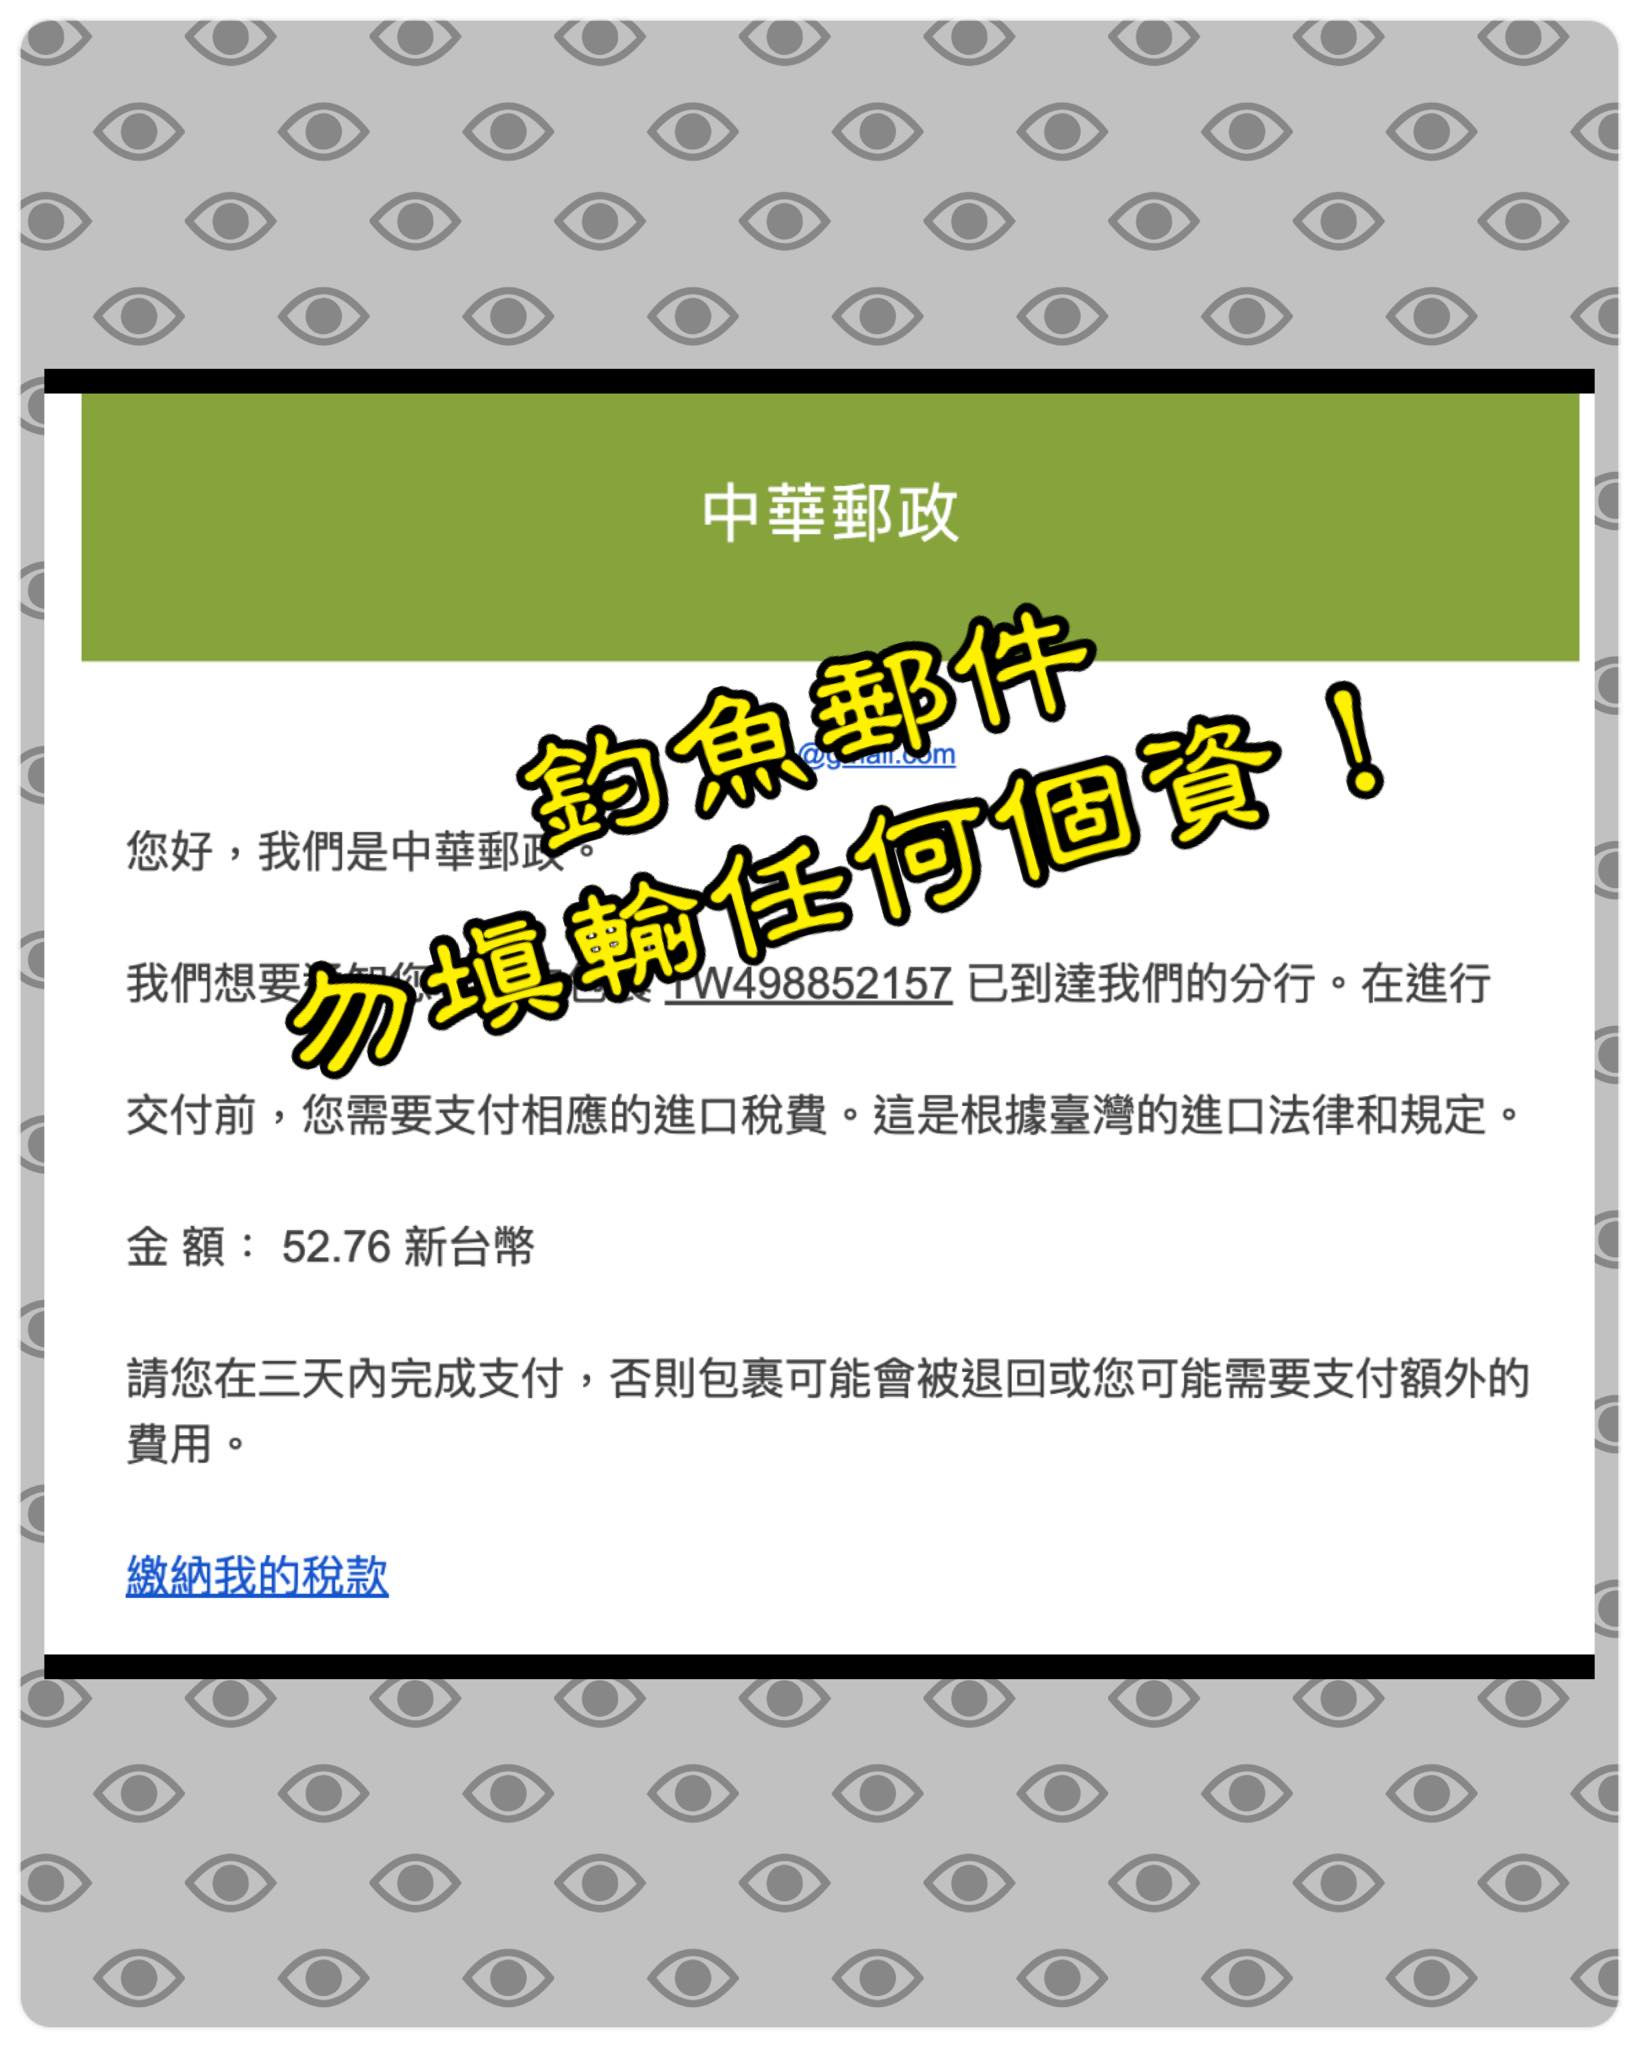 中華郵政
釣魚郵件
勿填輸任何個資！
@gmail.com
您好，我們是中華郵政。
我們想要通知您 包裹 TW498852157 已到達我們的分行。在進行
交付前，您需要支付相應的進口稅費。這是根據臺灣的進口法律和規定。
金 額： 52.76 新台幣
請您在三天內完成支付，否則包裹可能會被退回或您可能需要支付額外的
費用。
繳納我的稅款